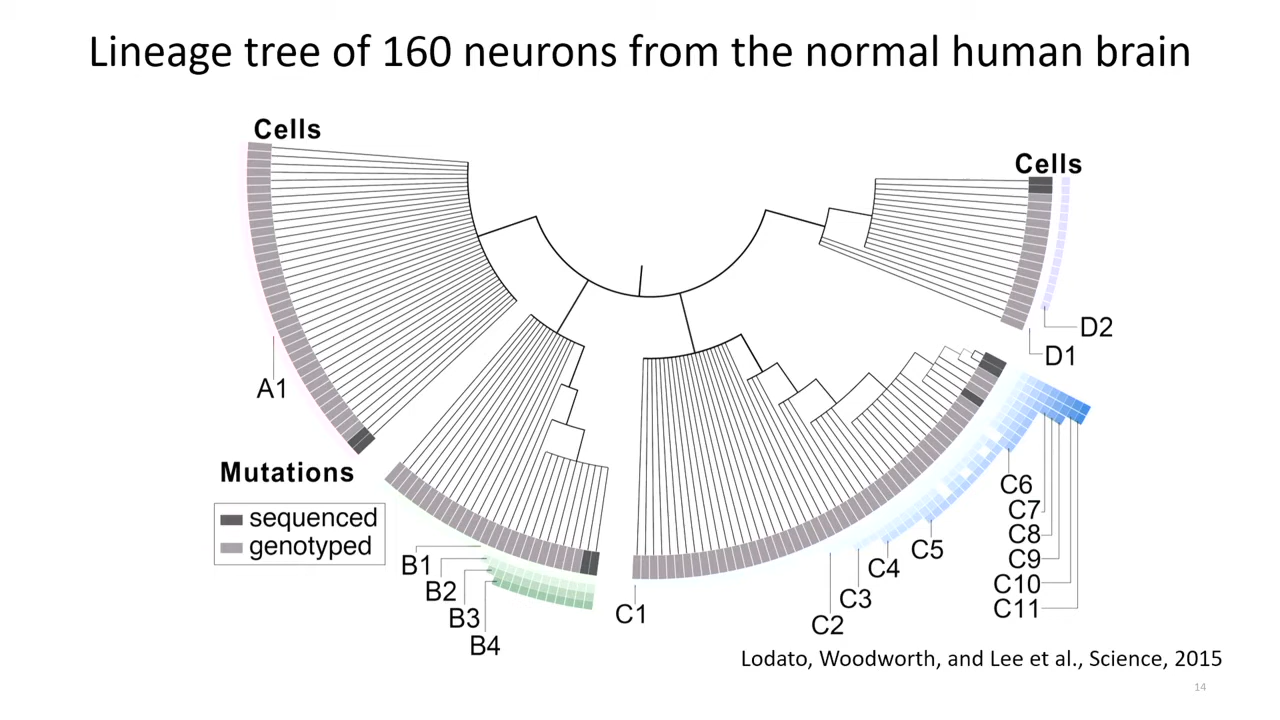 Lineage tree of 160 neurons from the normal human brain
Cells
Cells
D2
D1
A1
Mutations
sequenced
genotyped
B1
B2
B3
B4
C1
C2
C3
C4
C5
C6
C7
C8
C9
C10
C11
Lodato, Woodworth, and Lee et al., Science, 2015
14